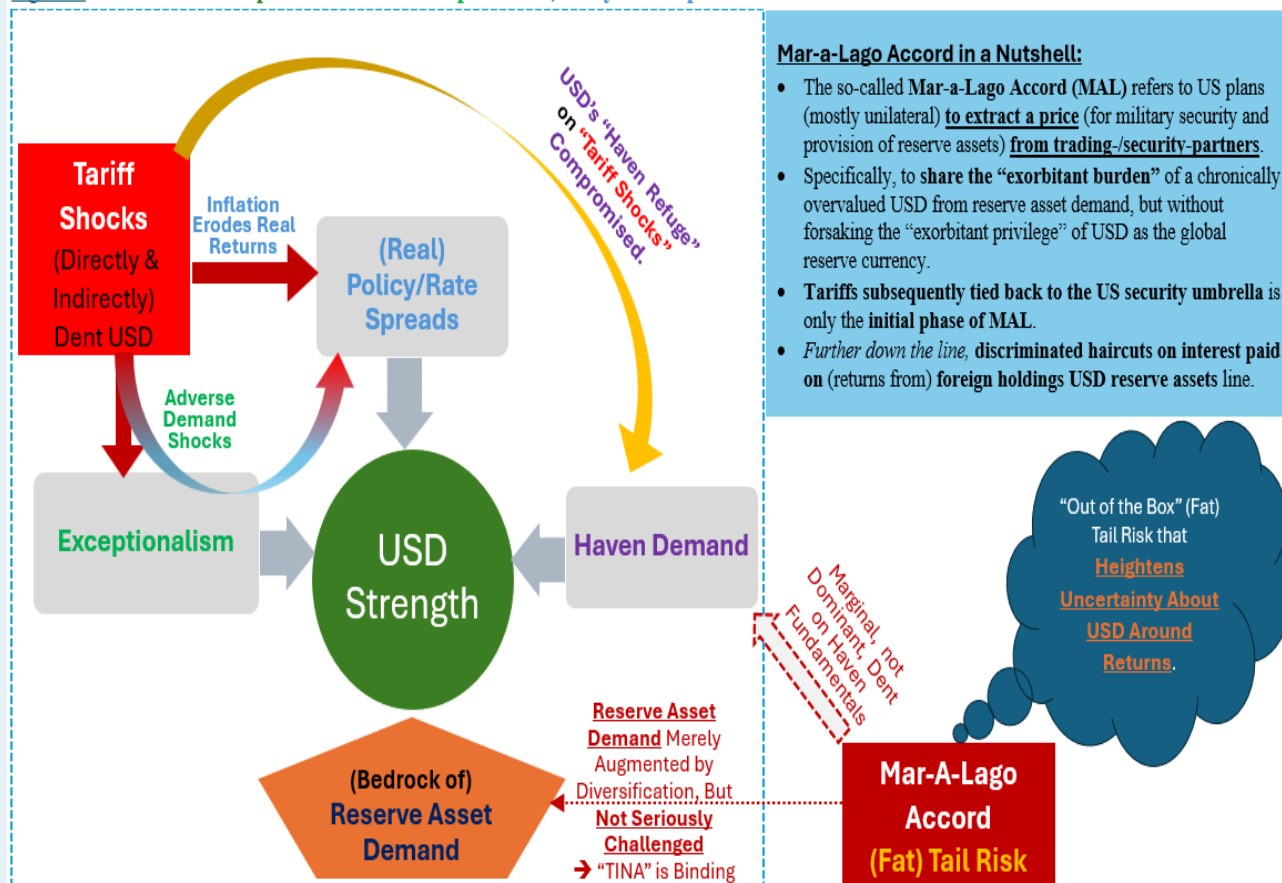 Mar-a-Lago Accord in a Nutshell:
• The so-called Mar-a-Lago Accord (MAL) refers to US plans
(mostly unilateral) to extract a price (for military security and
provision of reserve assets) from trading-/security-partners.
• Specifically, to share the “exorbitant burden” of a chronically
overvalued USD from reserve asset demand, but without
forsaking the “exorbitant privilege” of USD as the global
reserve currency.
• Tariffs subsequently tied back to the US security umbrella is
only the initial phase of MAL.
• Further down the line, discriminated haircuts on interest paid
on (returns from) foreign holdings USD reserve assets line.
Tariff
Shocks
(Directly &
Indirectly)
Dent USD
Inflation
Erodes Real
Returns
(Real)
Policy/Rate
Spreads
USD's “Haven Refuge”
on “Tariff Shocks”
Compromised.
Adverse
Demand
Shocks
Exceptionalism
USD
Strength
Haven Demand
(Bedrock of)
Reserve Asset
Demand
Reserve Asset
Demand Merely
Augmented by
Diversification, But
Not Seriously
Challenged
➔ “TINA” is Binding
Marginal, not
Dominant, Dent
on Haven
Fundamentals
“Out of the Box” (Fat)
Tail Risk that
Heightens
Uncertainty About
USD Around
Returns.
Mar-A-Lago
Accord
(Fat) Tail Risk